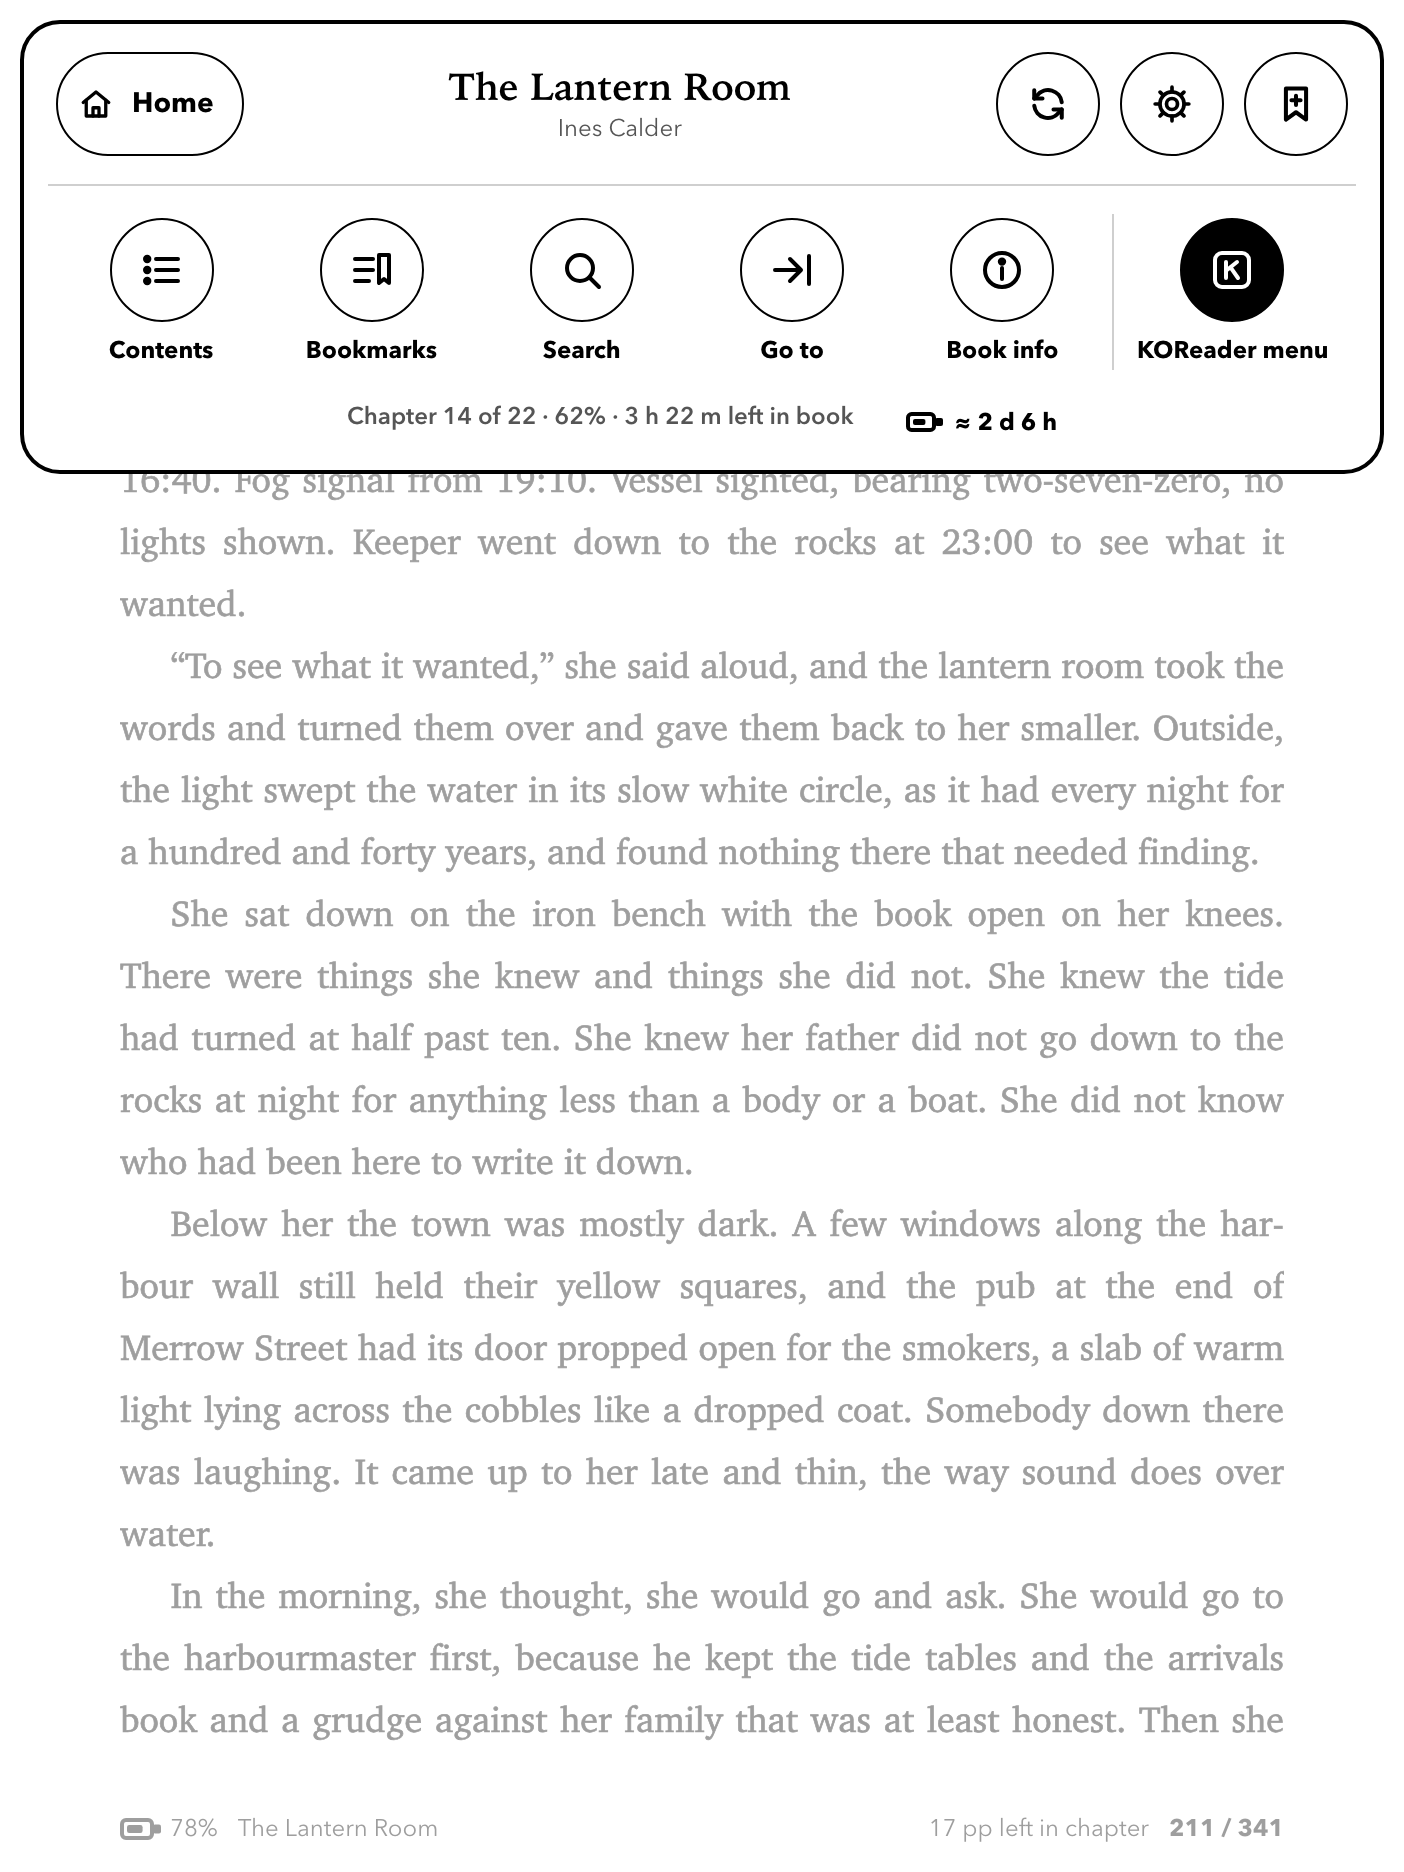 Home
The Lantern Room
Ines Calder
Contents
Bookmarks
Search
Go to
Book info
K
KOReader menu
Chapter 14 of 22 · 62% · 3 h 22 m left in book
≈ 2 d 6 h
16:40. Fog signal from 19:10. Vessel sighted, bearing two-seven-zero, no
lights shown. Keeper went down to the rocks at 23:00 to see what it
wanted.
“To see what it wanted,” she said aloud, and the lantern room took the
words and turned them over and gave them back to her smaller. Outside,
the light swept the water in its slow white circle, as it had every night for
a hundred and forty years, and found nothing there that needed finding.
She sat down on the iron bench with the book open on her knees.
There were things she knew and things she did not. She knew the tide
had turned at half past ten. She knew her father did not go down to the
rocks at night for anything less than a body or a boat. She did not know
who had been here to write it down.
Below her the town was mostly dark. A few windows along the har-
bour wall still held their yellow squares, and the pub at the end of
Merrow Street had its door propped open for the smokers, a slab of warm
light lying across the cobbles like a dropped coat. Somebody down there
was laughing. It came up to her late and thin, the way sound does over
water.
In the morning, she thought, she would go and ask. She would go to
the harbourmaster first, because he kept the tide tables and the arrivals
book and a grudge against her family that was at least honest. Then she
78% The Lantern Room
17 pp left in chapter 211 / 341